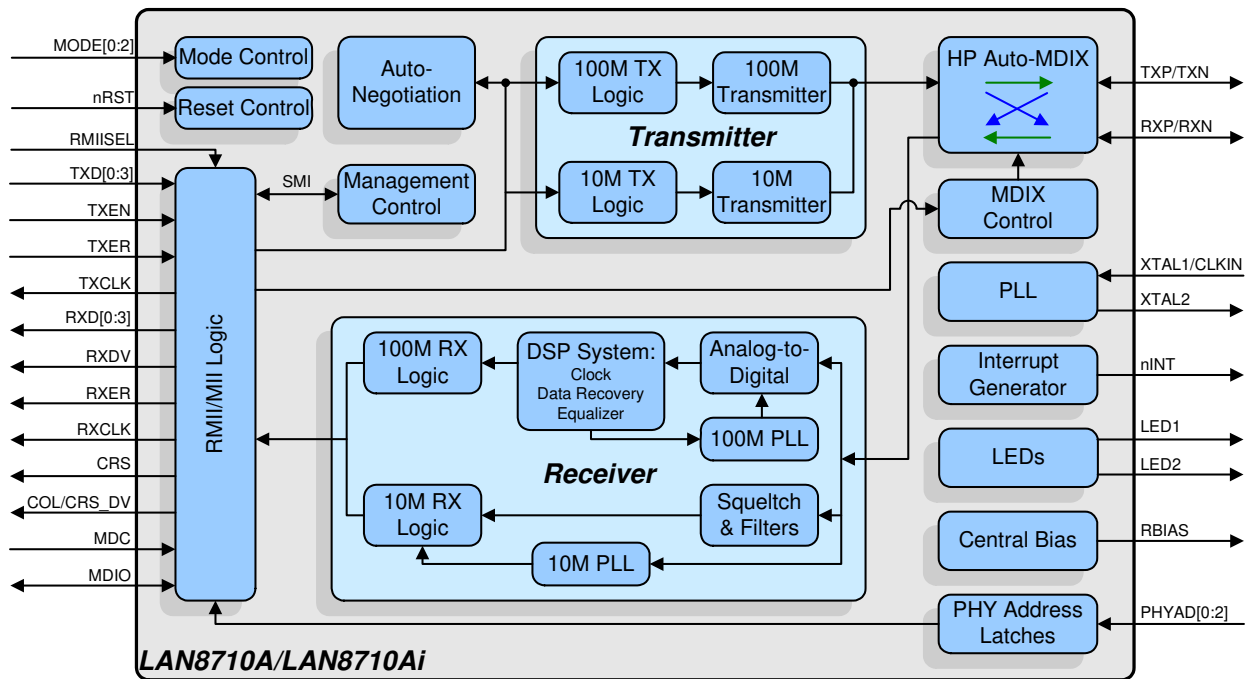 MODE[0:2]
nRST
RMIISEL
TXD[0:3]
TXEN
TXER
TXCLK
RXD[0:3]
RXDV
RXER
RXCLK
CRS
COL/CRS_DV
MDC
MDIO
Mode Control
Reset Control
RMII/MII Logic
SMI
Auto-
Negotiation
Management
Control
100M TX
Logic
100M
Transmitter
Transmitter
10M TX
Logic
10M
Transmitter
100M RX
Logic
DSP System:
Clock
Data Recovery
Equalizer
Analog-to-
Digital
100M PLL
Receiver
10M RX
Logic
Squeltch
& Filters
10M PLL
HP Auto-MDIX
MDIX
Control
PLL
Interrupt
Generator
LEDs
Central Bias
PHY Address
Latches
TXP/TXN
RXP/RXN
XTAL1/CLKIN
XTAL2
nINT
LED1
LED2
RBIAS
PHYAD[0:2]
LAN8710A/LAN8710Ai